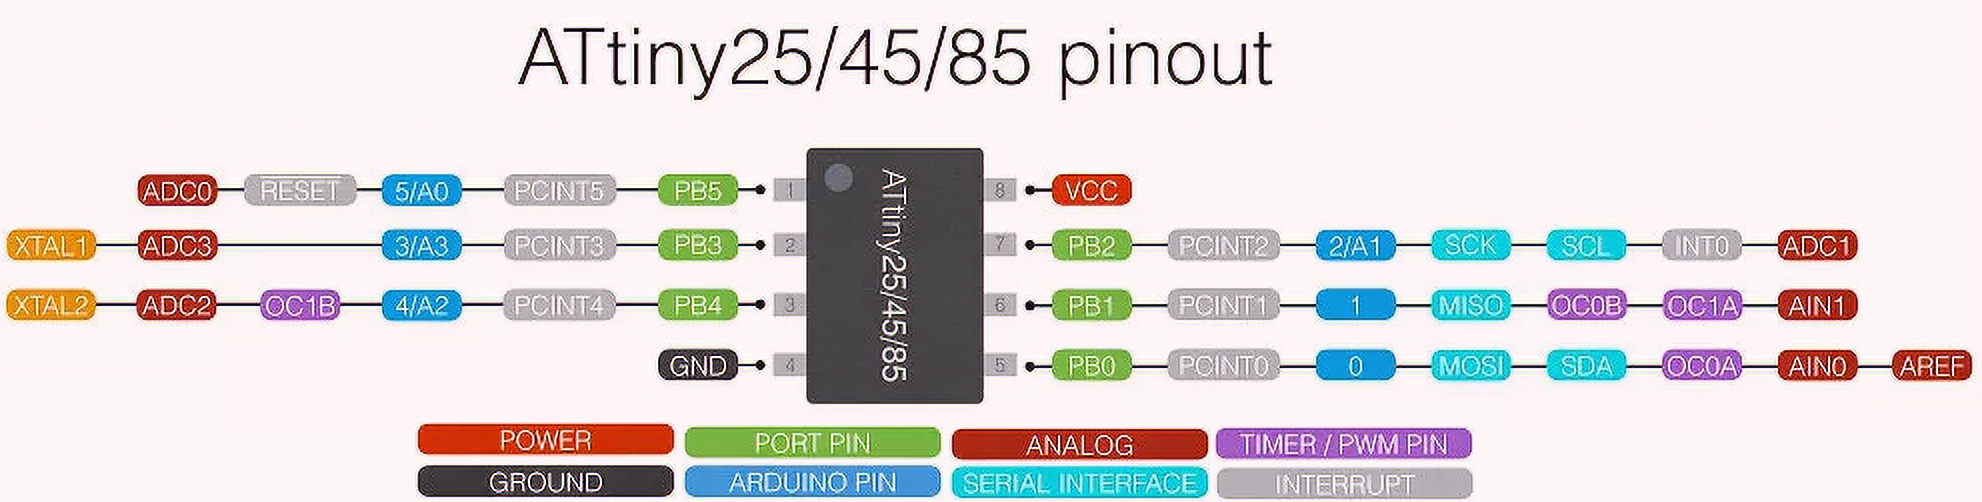 ATtiny25/45/85 pinout
ADC0 RESET 5/A0 PCINT5 PB5 1 8 VCC
XTAL1 ADC3 3/A3 PCINT3 PB3 2 7 PB2 PCINT2 2/A1 SCK SCL INT0 ADC1
XTAL2 ADC2 OC1B 4/A2 PCINT4 PB4 3 6 PB1 PCINT1 1 MISO OC0B OC1A AIN1
GND 4 5 PB0 PCINT0 0 MOSI SDA OC0A AIN0 AREF
ATtiny25/45/85
POWER PORT PIN ANALOG TIMER / PWM PIN
GROUND ARDUINO PIN SERIAL INTERFACE INTERRUPT